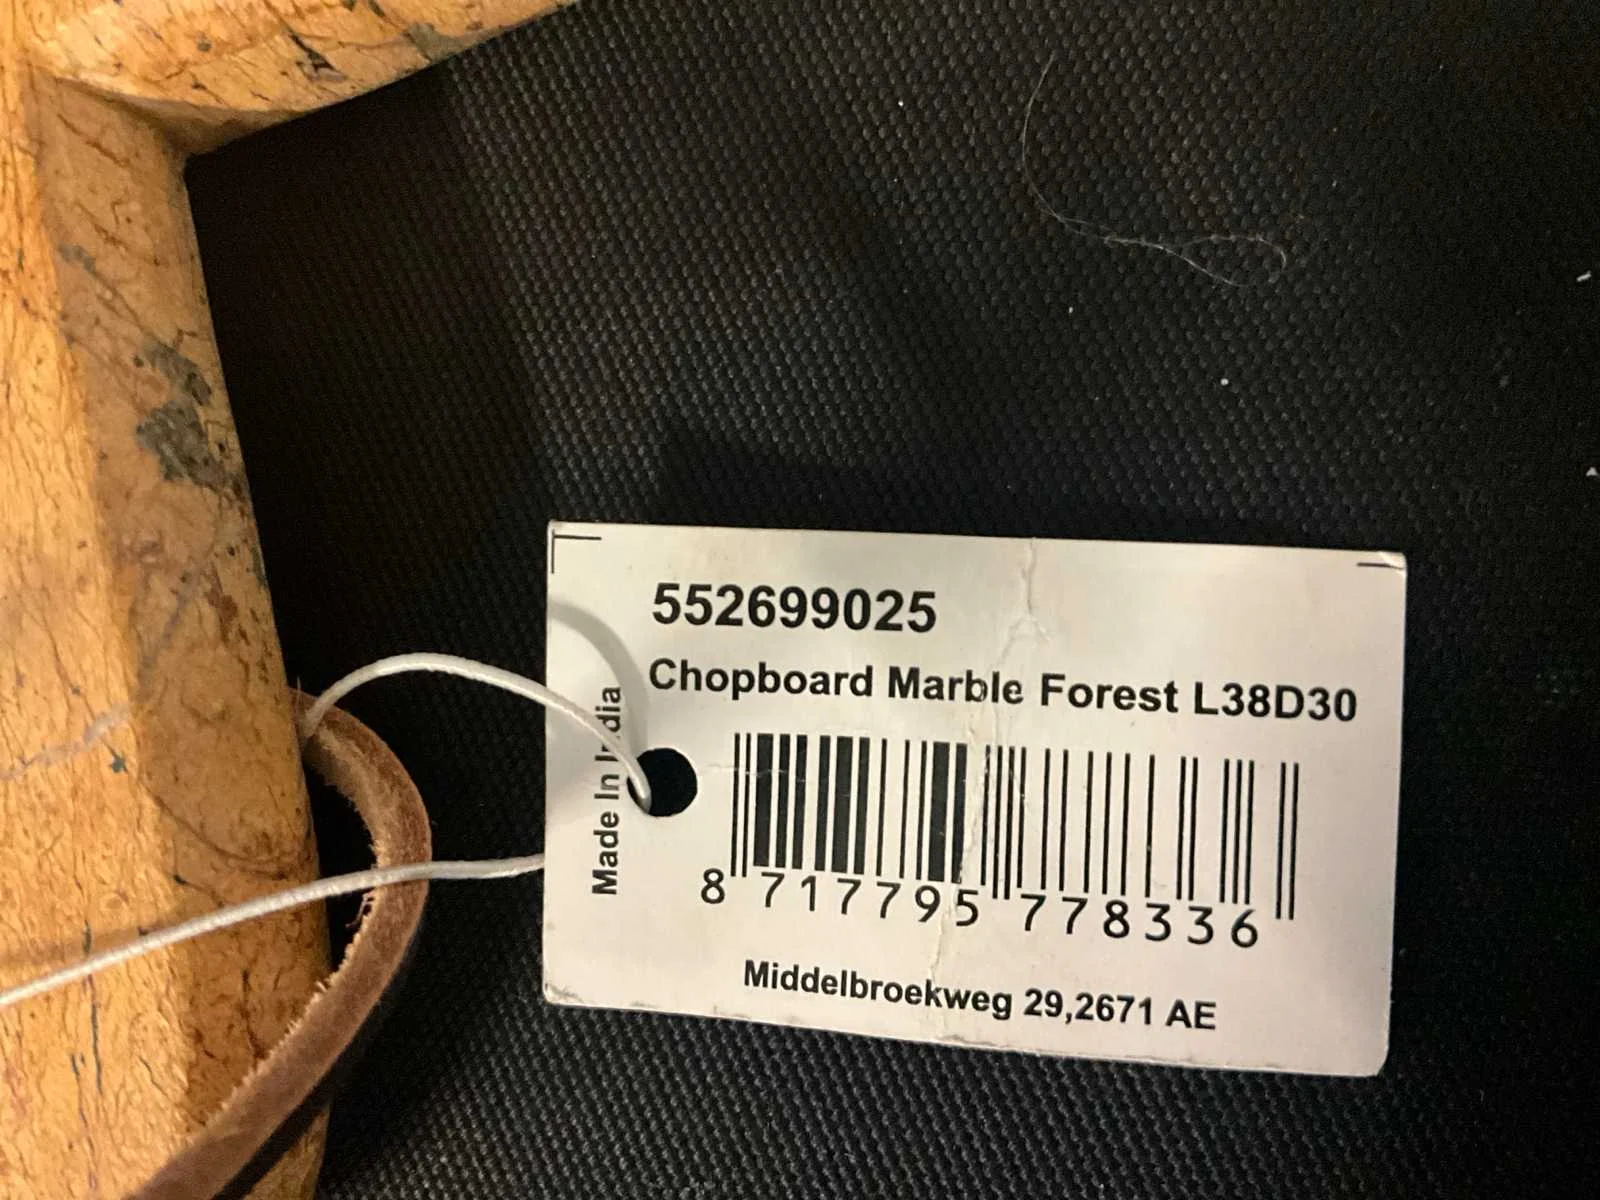 552699025
Chopboard Marble Forest L38D30
Made In India
8 717795 778336
Middelbroekweg 29,2671 AE